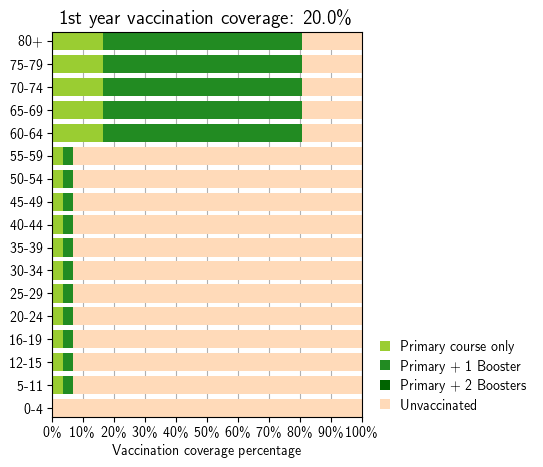 1st year vaccination coverage: 20.0%
80+
75-79
70-74
65-69
60-64
55-59
50-54
45-49
40-44
35-39
30-34
25-29
20-24
16-19
12-15
5-11
0-4
0% 10% 20% 30% 40% 50% 60% 70% 80% 90% 100%
Vaccination coverage percentage
Primary course only
Primary + 1 Booster
Primary + 2 Boosters
Unvaccinated